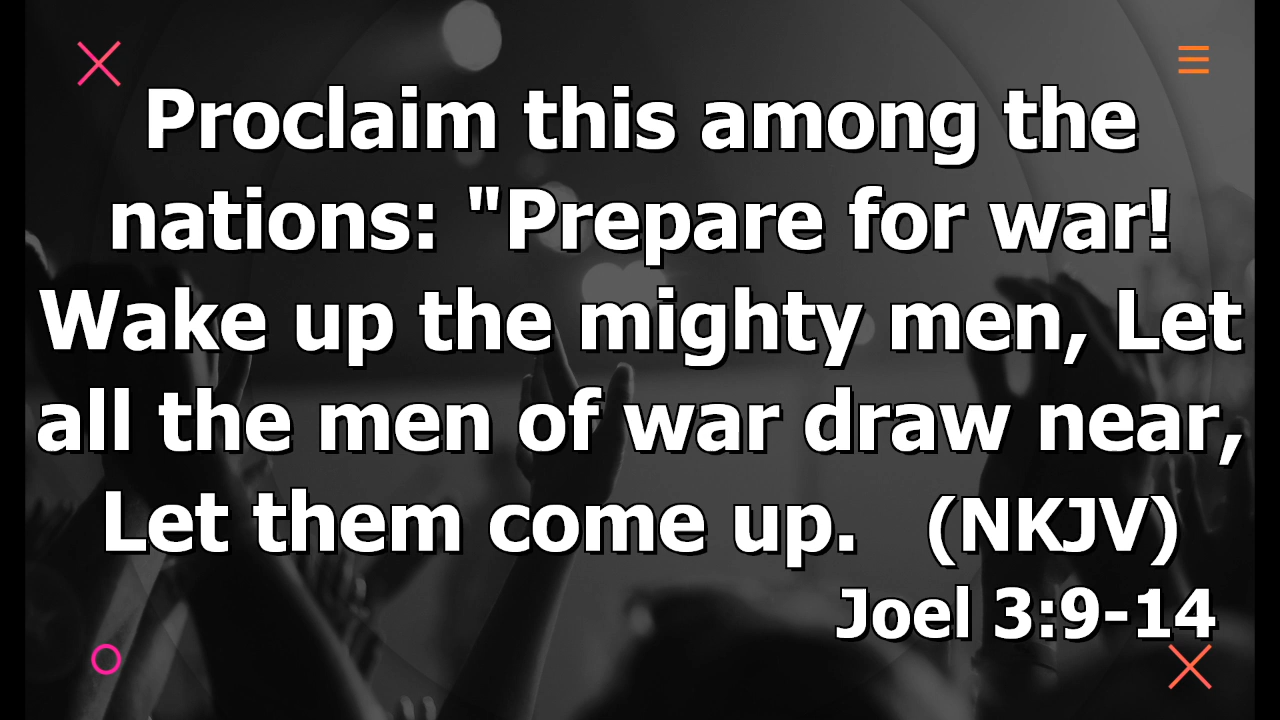 Proclaim this among the
nations: "Prepare for war!
Wake up the mighty men, Let
all the men of war draw near,
Let them come up. (NKJV)
Joel 3:9-14